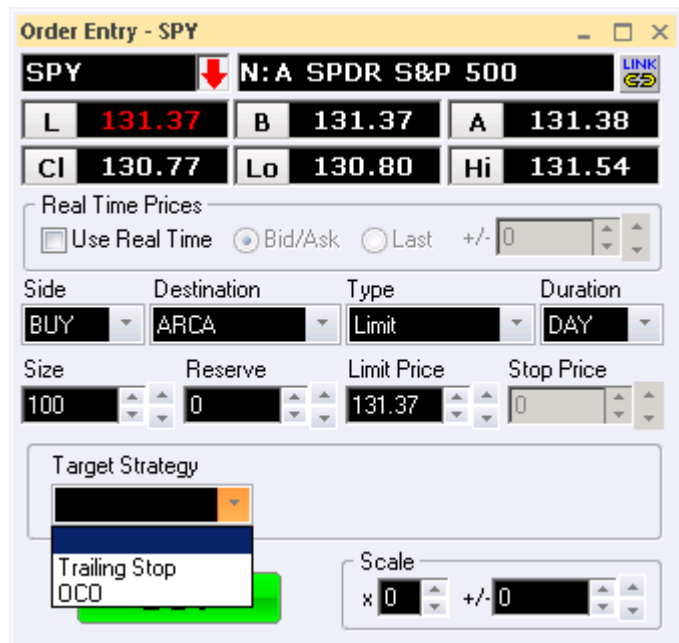 Order Entry - SPY
SPY N:A SPDR S&P 500 LINK
L 131.37 B 131.37 A 131.38
Cl 130.77 Lo 130.80 Hi 131.54
Real Time Prices
Use Real Time Bid/Ask Last +/- 0
Side Destination Type Duration
BUY ARCA Limit DAY
Size Reserve Limit Price Stop Price
100 0 131.37 0
Target Strategy
Trailing Stop
OCO
Scale
x 0 +/- 0